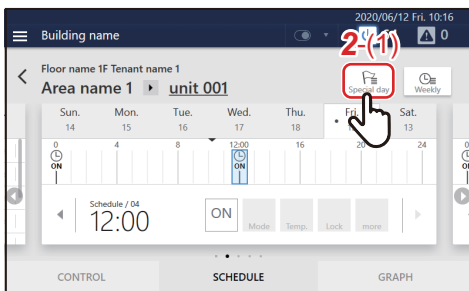 2020/06/12 Fri. 10:16
Building name
0
2-(1)
Floor name 1F Tenant name 1
Area name 1 unit 001
Special day
Weekly
Sun. Mon. Tue. Wed. Thu. Fri. Sat.
14 15 16 17 18 13
0 4 8 12:00 16 20 24 0
ON ON ON
Schedule / 04
12:00
ON Mode Temp. Lock more
CONTROL SCHEDULE GRAPH